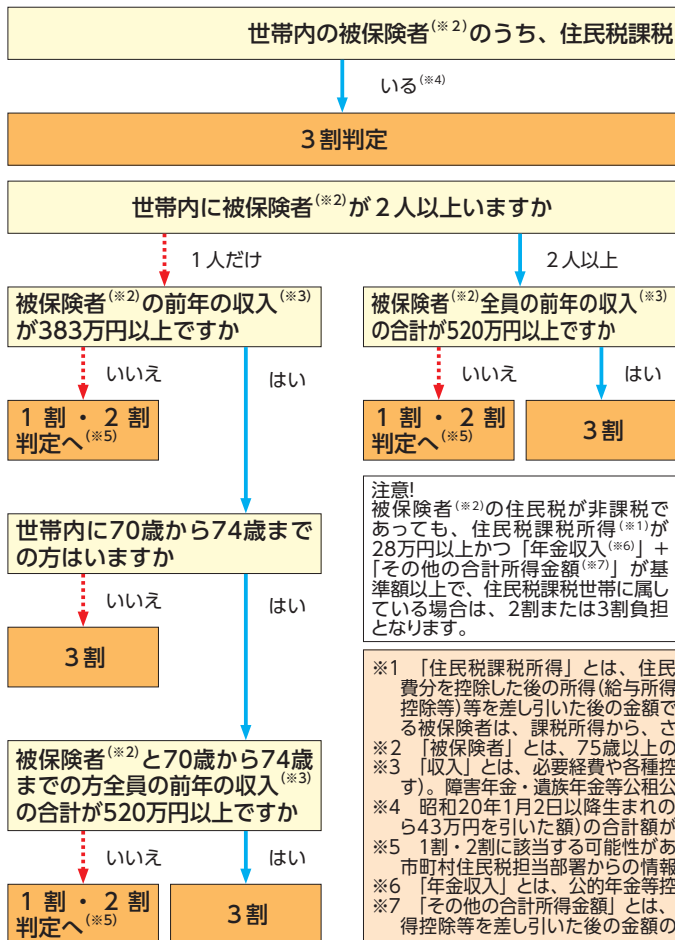 世帯内の被保険者(※2)のうち、住民税課税
いる(※4)
3割判定
世帯内に被保険者(※2)が2人以上いますか
1人だけ
2人以上
被保険者(※2)の前年の収入(※3)
が383万円以上ですか
被保険者(※2)全員の前年の収入(※3)
の合計が520万円以上ですか
いいえ
はい
いいえ
はい
1割・2割
判定へ(※5)
1割・2割
判定へ(※5)
3割
世帯内に70歳から74歳まで
の方はいますか
いいえ
はい
3割
被保険者(※2)と70歳から74歳
までの方全員の前年の収入(※3)
の合計が520万円以上ですか
いいえ
はい
1割・2割
判定へ(※5)
3割
注意!
被保険者(※2)の住民税が非課税で
あっても、住民税課税所得(※1)が
28万円以上かつ「年金収入(※6)」+
「その他の合計所得金額(※7)」が基
準額以上で、住民税課税世帯に属し
ている場合は、2割または3割負担
となります。
※1 「住民税課税所得」とは、住民
費分を控除した後の所得(給与所得
控除等)等を差し引いた後の金額で
る被保険者は、課税所得から、さ
※2 「被保険者」とは、75歳以上の
※3 「収入」とは、必要経費や各種控
す)。障害年金・遺族年金等公租公
※4 昭和20年1月2日以降生まれの
ら43万円を引いた額)の合計額が
※5 1割・2割に該当する可能性があ
市町村住民税担当部署からの情報
※6 「年金収入」とは、公的年金等控
※7 「その他の合計所得金額」とは、
得控除等を差し引いた後の金額の